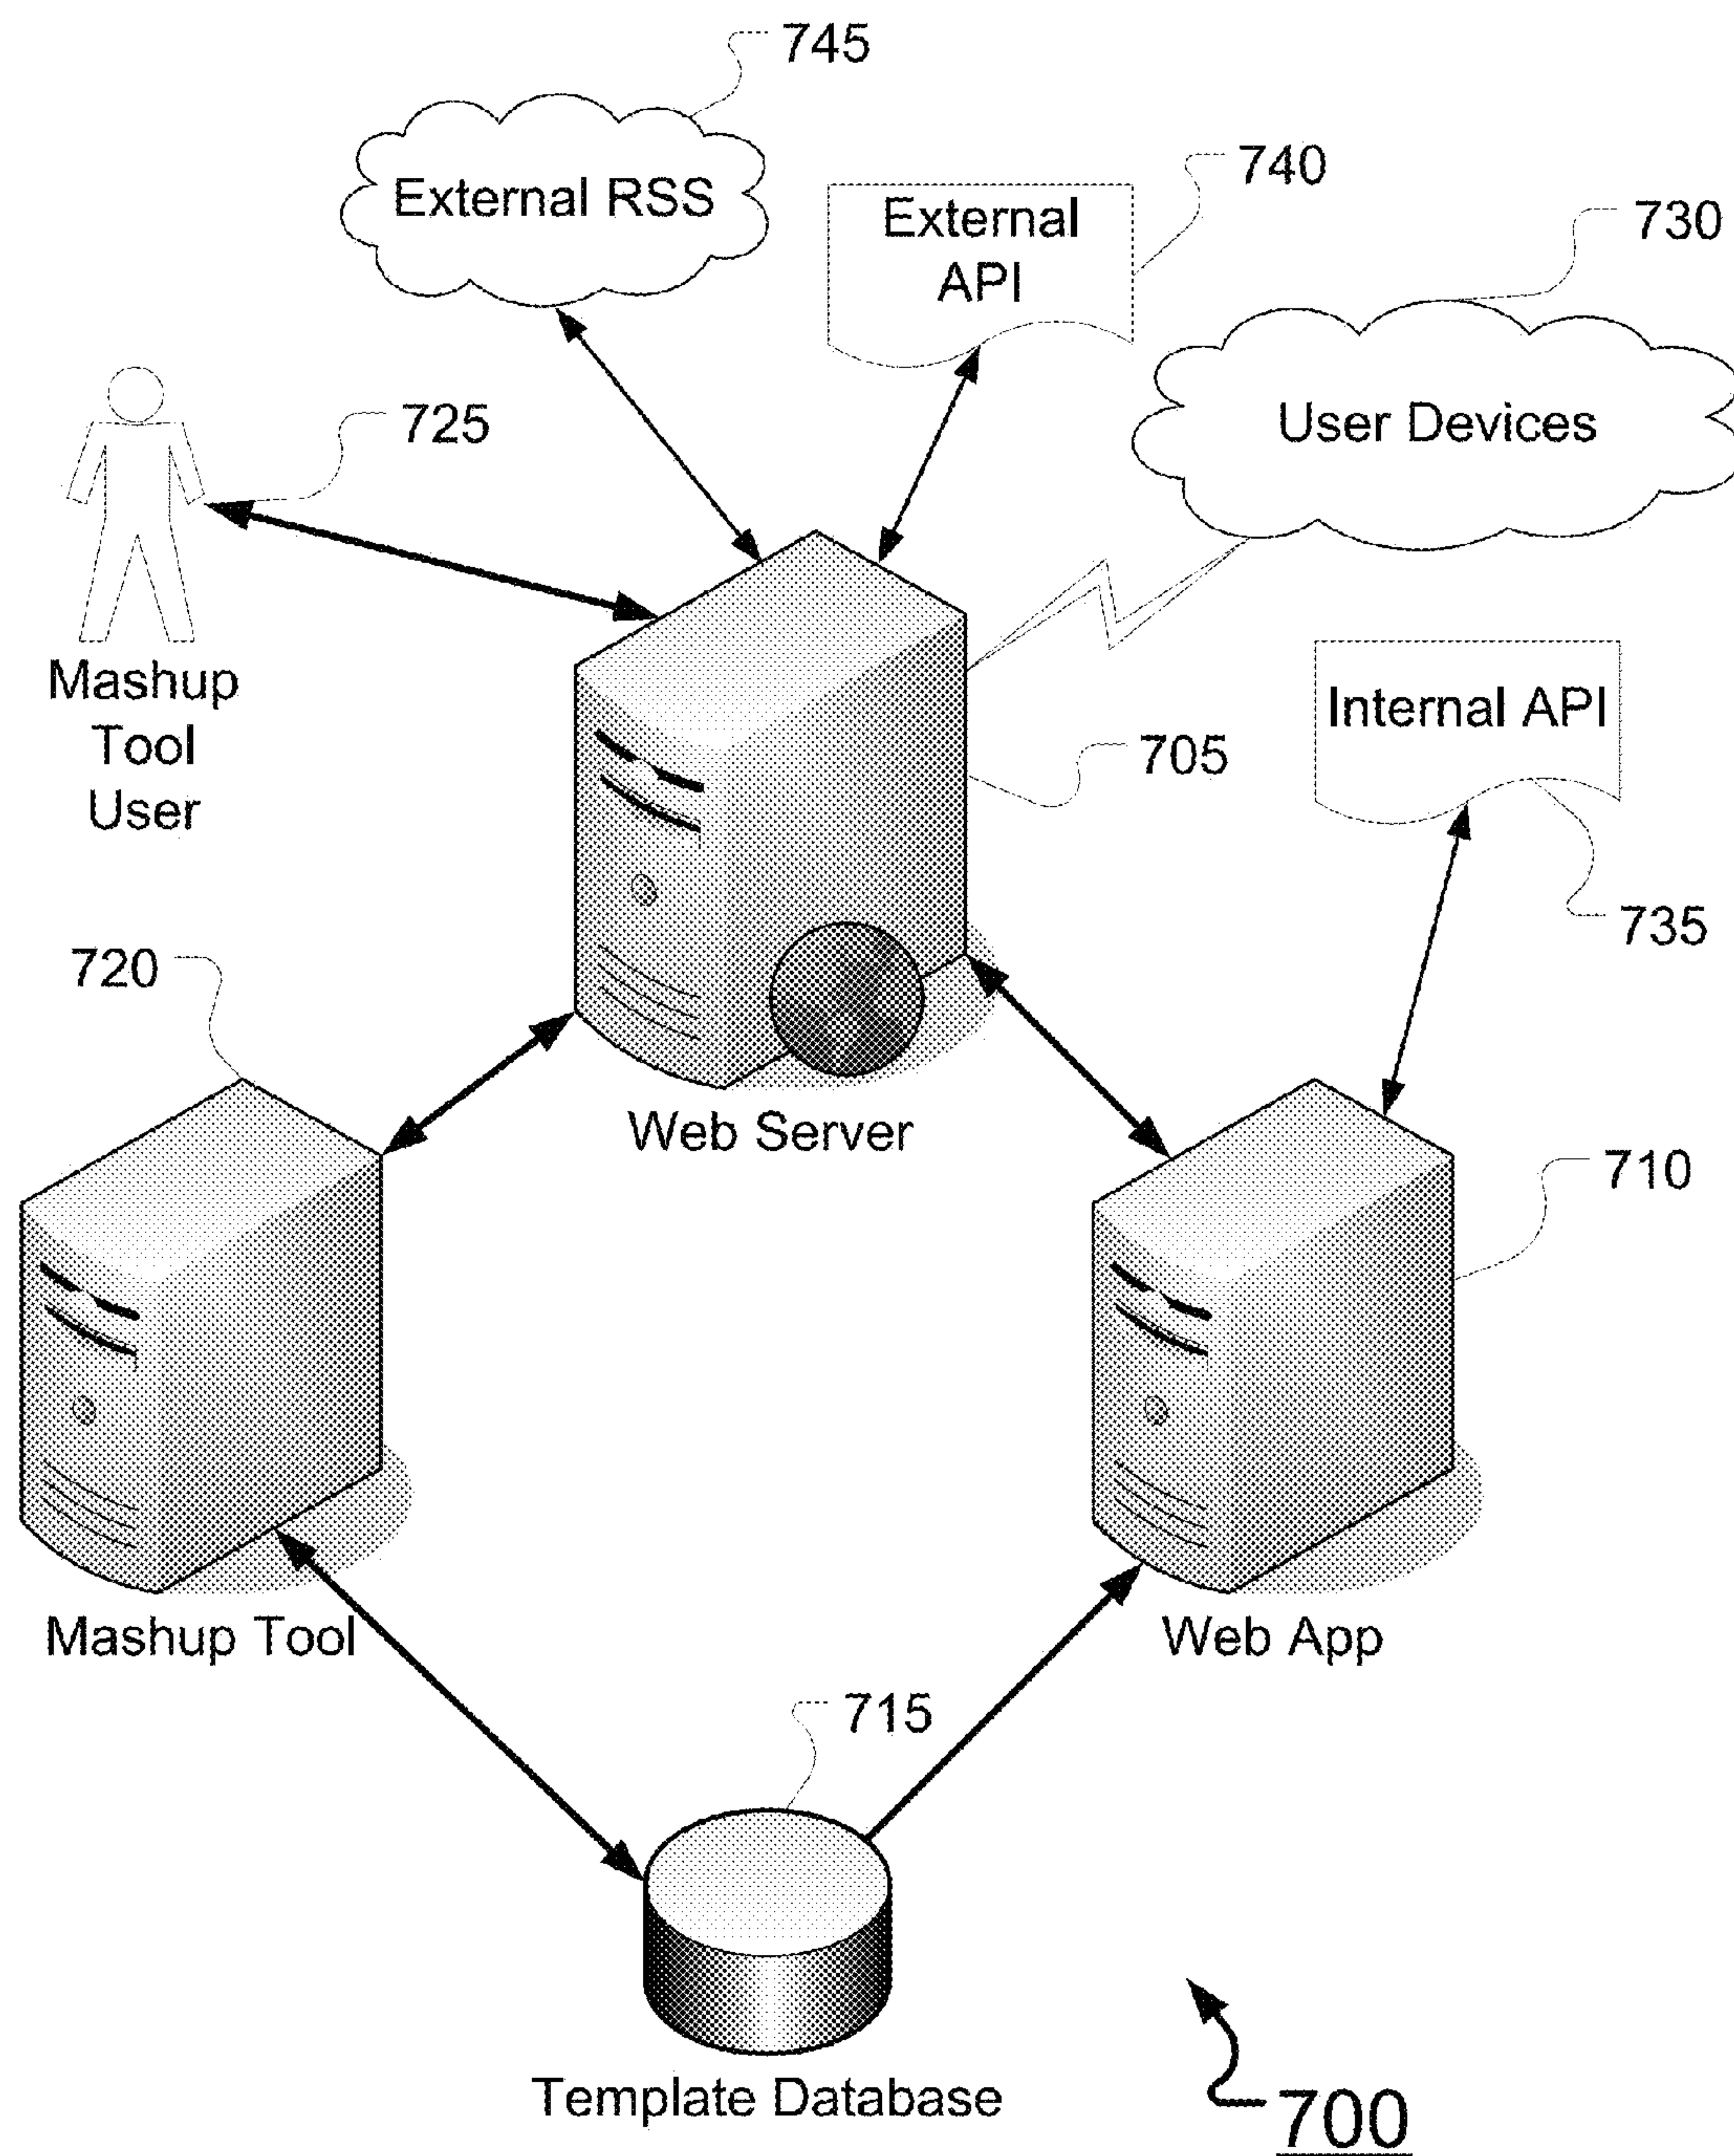 745
External RSS
740
External
API
730
User Devices
725
Mashup
Tool
User
Internal API
705
735
720
Web Server
710
Mashup Tool
Web App
715
Template Database
700